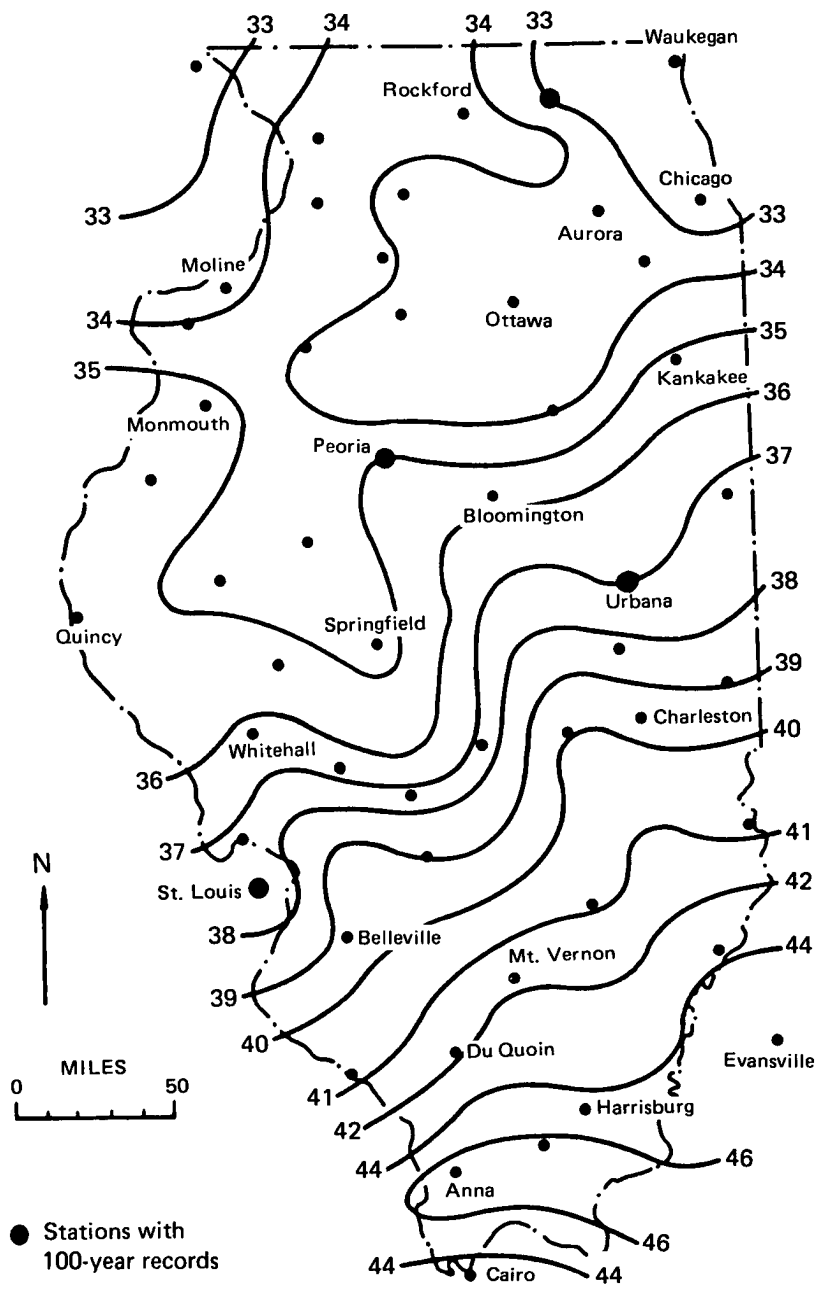 33 34 34 33
Waukegan
Rockford
Chicago
33 33
Aurora
Moline
34
34
Ottawa
35
35
Kankakee
36
Monmouth
Peoria
37
Bloomington
38
Urbana
Springfield
Quincy
39
Charleston
40
Whitehall
36
41
37
N
42
St. Louis
38
Belleville
44
Mt. Vernon
39
40
Du Quoin
Evansville
MILES
0 50
41
Harrisburg
42
44
46
Anna
Stations with
100-year records
46
44
Cairo
44